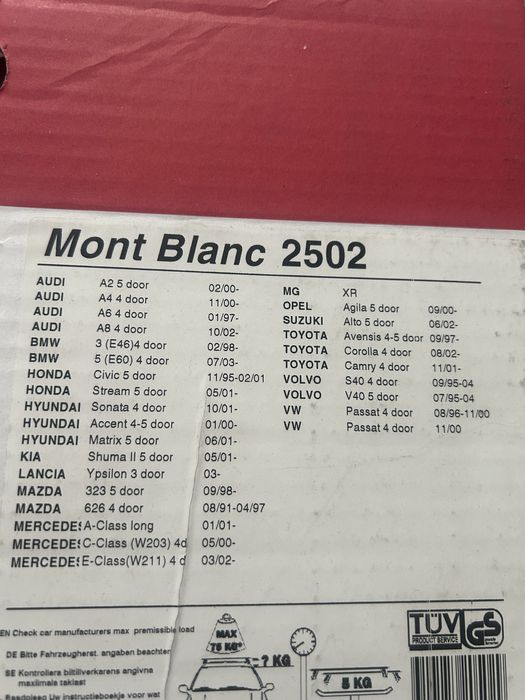 Mont Blanc 2502
AUDI A2 5 door 02/00-
AUDI A4 4 door 11/00-
AUDI A6 4 door 01/97-
AUDI A8 4 door 10/02-
BMW 3 (E46)4 door 02/98-
BMW 5 (E60) 4 door 07/03-
HONDA Civic 5 door 11/95-02/01
HONDA Stream 5 door 05/01-
HYUNDAI Sonata 4 door 10/01-
HYUNDAI Accent 4-5 door 01/00-
HYUNDAI Matrix 5 door 06/01-
KIA Shuma II 5 door 05/01-
LANCIA Ypsilon 3 door 03-
MAZDA 323 5 door 09/98-
MAZDA 626 4 door 08/91-04/97
MERCEDES A-Class long 01/01-
MERCEDES C-Class (W203) 4d 05/00-
MERCEDES E-Class(W211) 4 d 03/02-
MG XR
OPEL Agila 5 door 09/00-
SUZUKI Alto 5 door 06/02-
TOYOTA Avensis 4-5 door 09/97-
TOYOTA Corolla 4 door 08/02-
TOYOTA Camry 4 door 11/01-
VOLVO S40 4 door 09/95-04
VOLVO V40 5 door 07/95-04
VW Passat 4 door 08/96-11/00
VW Passat 4 door 11/00
EN Check car manufacturers max premissible load
DE Bitte Fahrzeugherst. angaben beachten
SE Kontrollera biltillverkarens angivna
maximala taklast
Raadpleeg Uw instructieboekje voor wat
MAX
75 KG*
=? KG
5 KG
TÜV GS
PRODUCT SERVICE